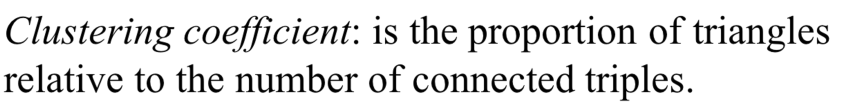 Clustering coefficient: is the proportion of triangles
relative to the number of connected triples.